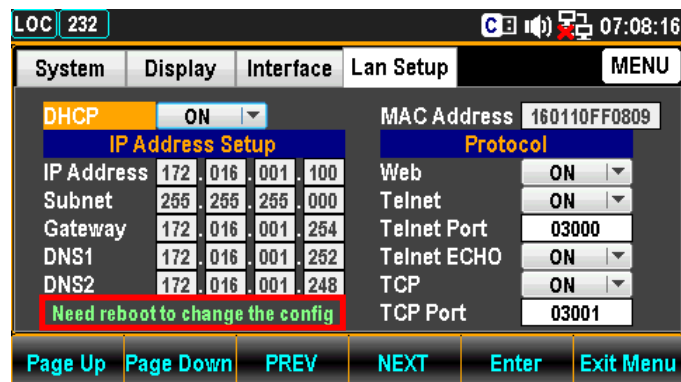 LOC 232 C 07:08:16
System Display Interface Lan Setup MENU
DHCP ON
IP Address Setup
IP Address 172 . 016 . 001 . 100
Subnet 255 . 255 . 255 . 000
Gateway 172 . 016 . 001 . 254
DNS1 172 . 016 . 001 . 252
DNS2 172 . 016 . 001 . 248
Need reboot to change the config
MAC Address 160110FF0809
Protocol
Web ON
Telnet ON
Telnet Port 03000
Telnet ECHO ON
TCP ON
TCP Port 03001
Page Up Page Down PREV NEXT Enter Exit Menu